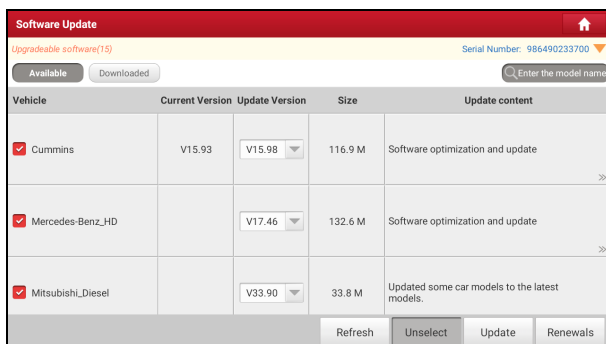 Software Update
Upgradeable software(15)
Serial Number: 986490233700
Available
Downloaded
Enter the model name
Vehicle Current Version Update Version Size Update content
Cummins V15.93 V15.98 116.9 M Software optimization and update
Mercedes-Benz_HD V17.46 132.6 M Software optimization and update
Mitsubishi_Diesel V33.90 33.8 M Updated some car models to the latest
models.
Refresh Unselect Update Renewals